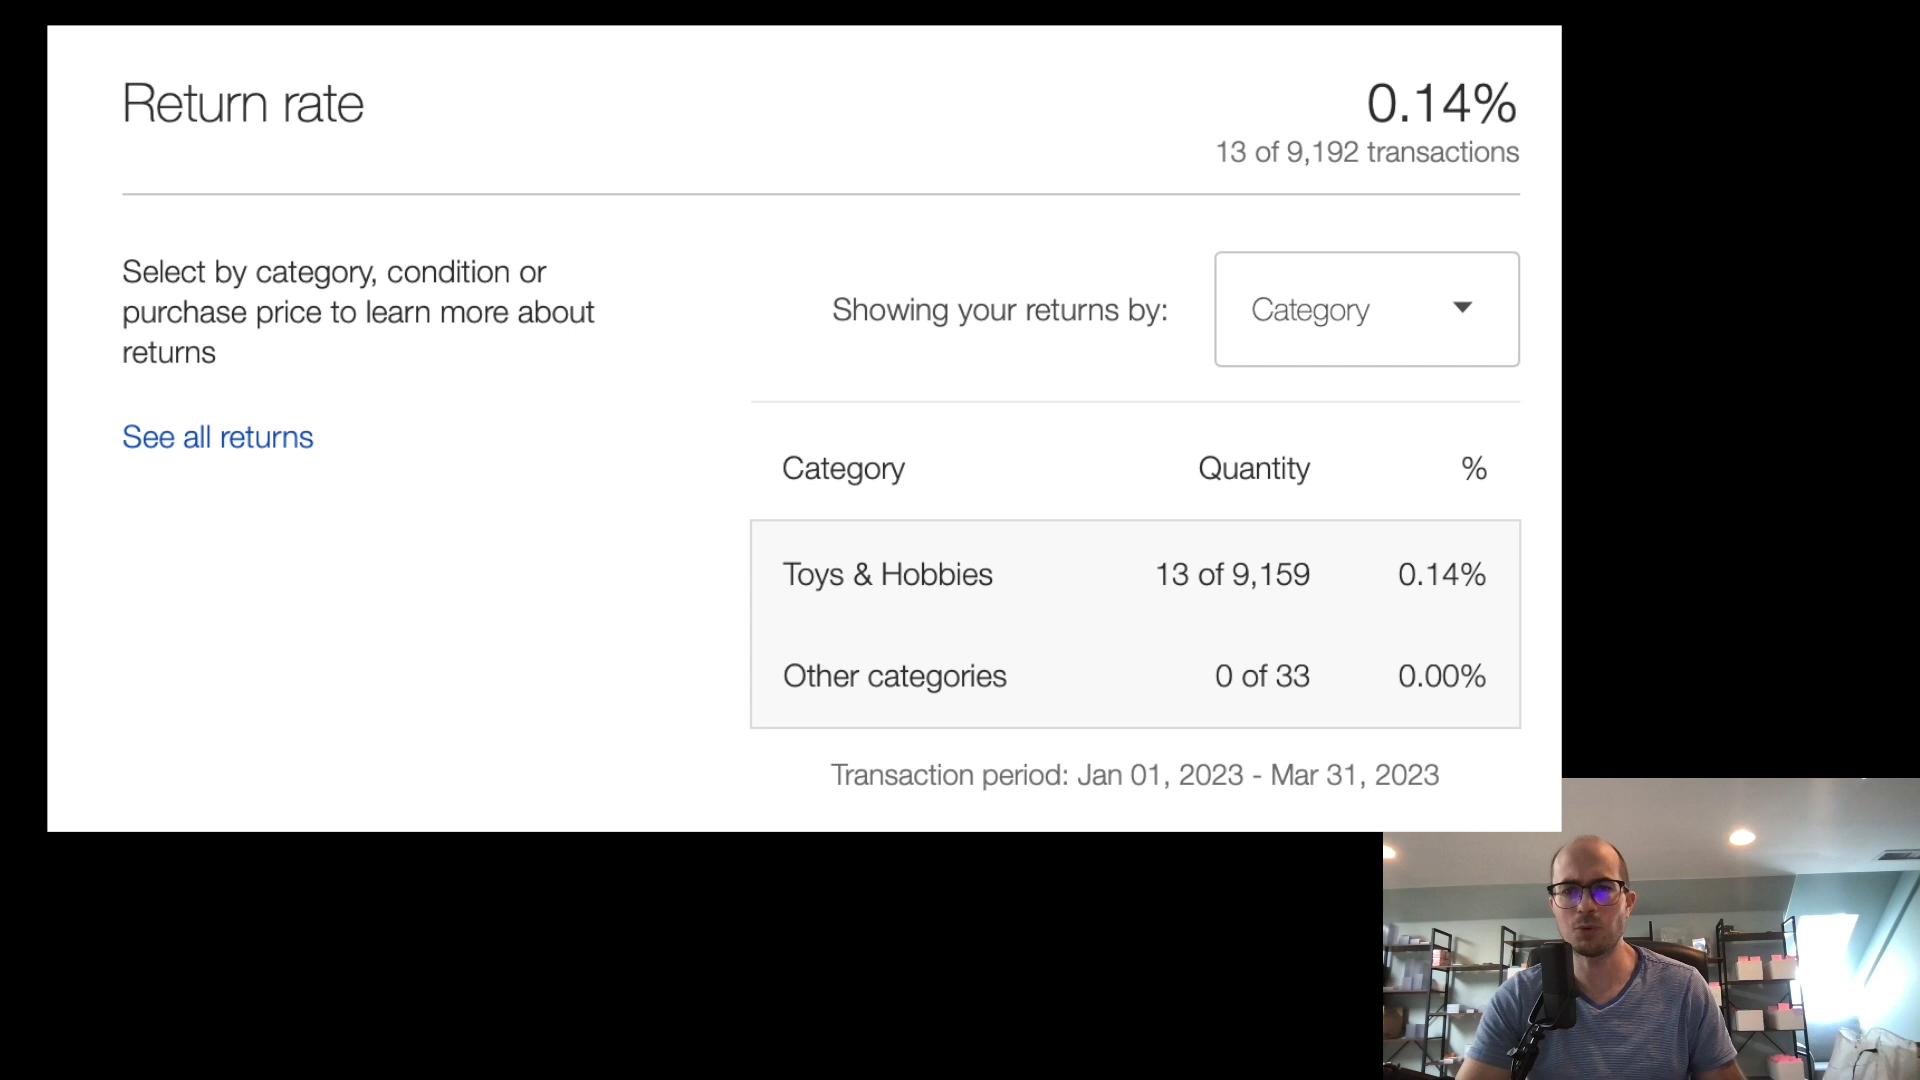 Return rate
0.14%
13 of 9,192 transactions
Select by category, condition or
purchase price to learn more about
returns
See all returns
Showing your returns by:
Category
Category Quantity %
Toys & Hobbies 13 of 9,159 0.14%
Other categories 0 of 33 0.00%
Transaction period: Jan 01, 2023 - Mar 31, 2023